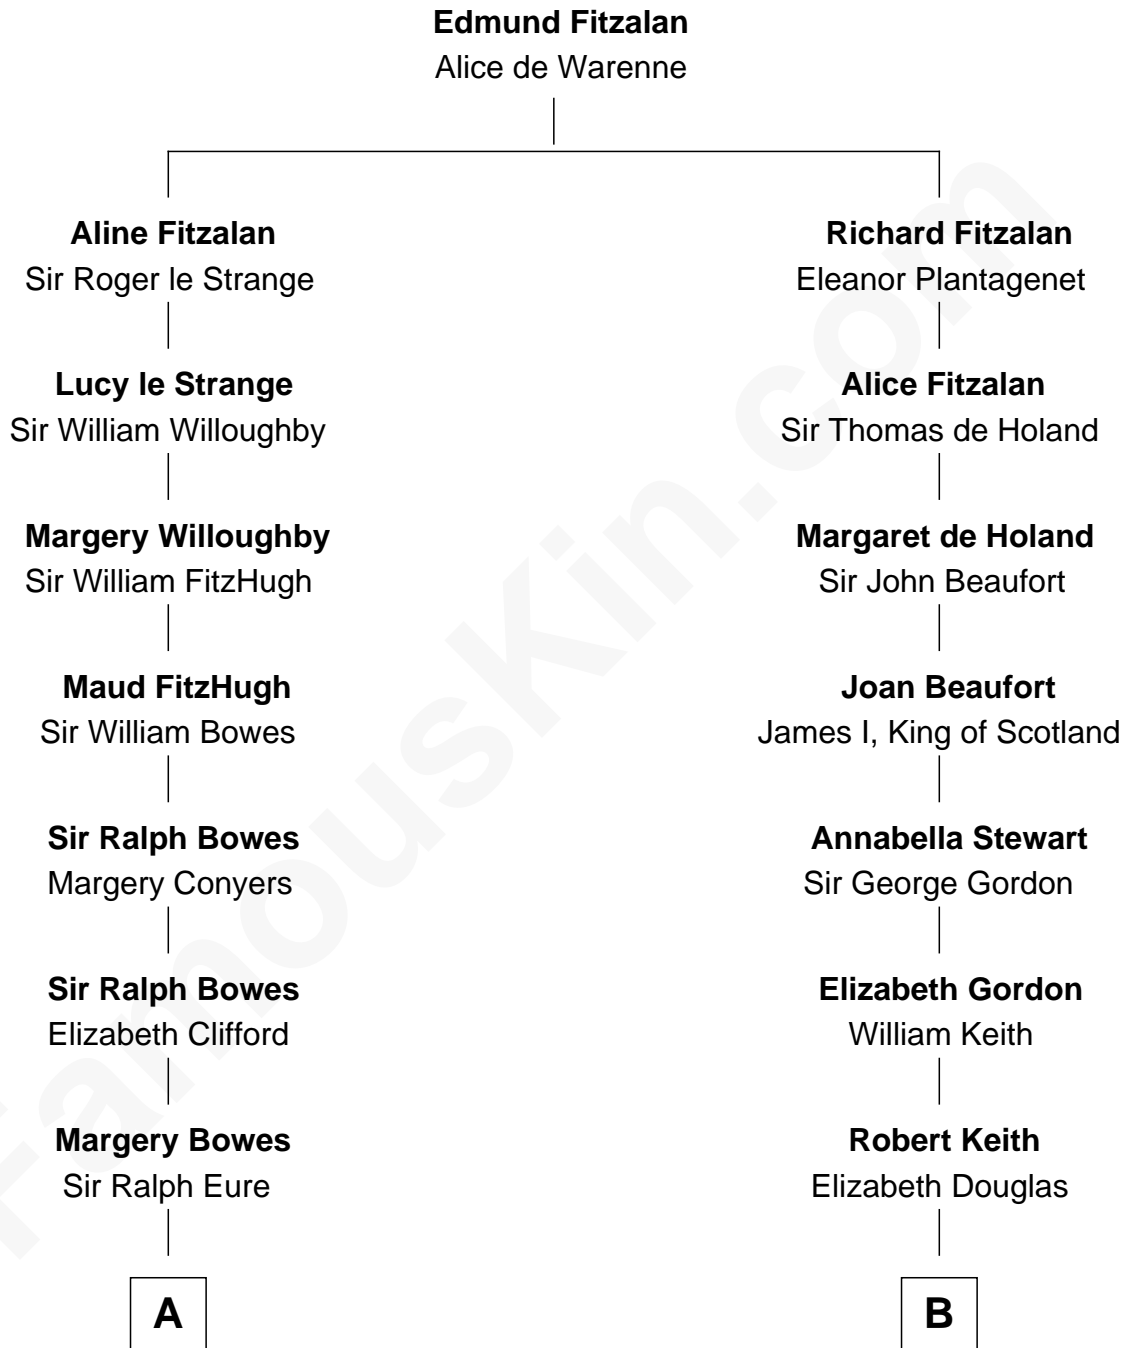 Edmund Fitzalan
Alice de Warenne
Aline Fitzalan
Sir Roger le Strange
Richard Fitzalan
Eleanor Plantagenet
Lucy le Strange
Sir William Willoughby
Alice Fitzalan
Sir Thomas de Holand
Margery Willoughby
Sir William FitzHugh
Margaret de Holand
Sir John Beaufort
Maud FitzHugh
Sir William Bowes
Joan Beaufort
James I, King of Scotland
Sir Ralph Bowes
Margery Conyers
Annabella Stewart
Sir George Gordon
Sir Ralph Bowes
Elizabeth Clifford
Elizabeth Gordon
William Keith
Margery Bowes
Sir Ralph Eure
Robert Keith
Elizabeth Douglas
A
B
FamousKin.com